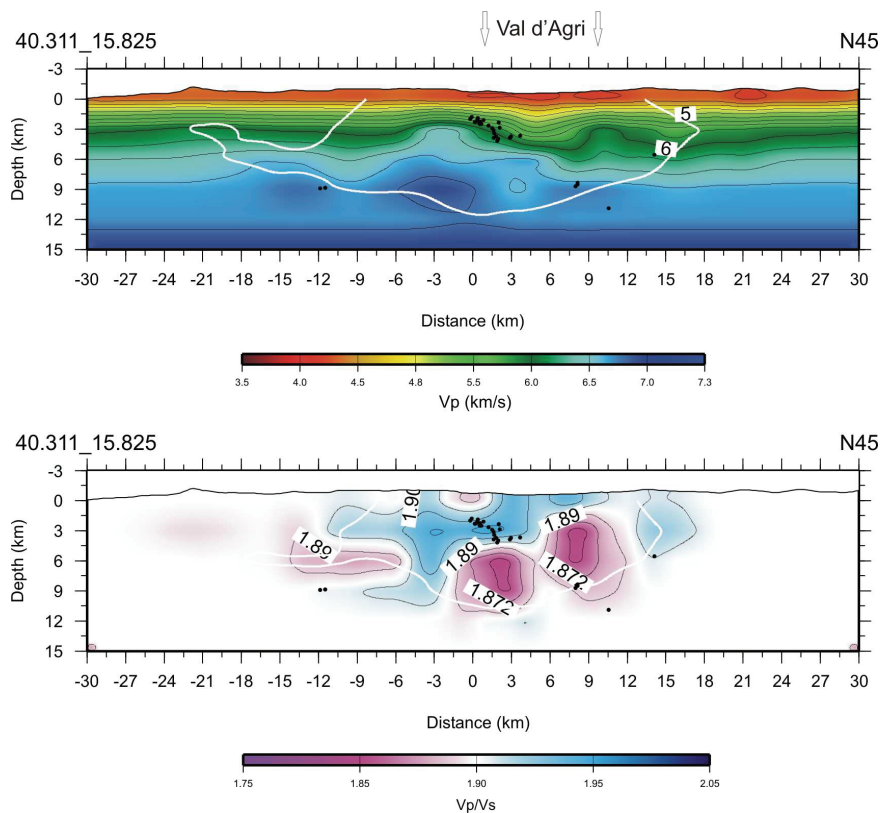 Val d'Agri
40.311_15.825 N45
-3
0
3
6
9
12
15
Depth (km)
5
6
-30 -27 -24 -21 -18 -15 -12 -9 -6 -3 0 3 6 9 12 15 18 21 24 27 30
Distance (km)
3.5 4.0 4.5 4.8 5.5 6.0 6.5 7.0 7.3
Vp (km/s)
40.311_15.825 N45
-3
0
3
6
9
12
15
Depth (km)
1.90
1.89
1.89
1.89
1.872
1.872
-30 -27 -24 -21 -18 -15 -12 -9 -6 -3 0 3 6 9 12 15 18 21 24 27 30
Distance (km)
1.75 1.85 1.90 1.95 2.05
Vp/Vs